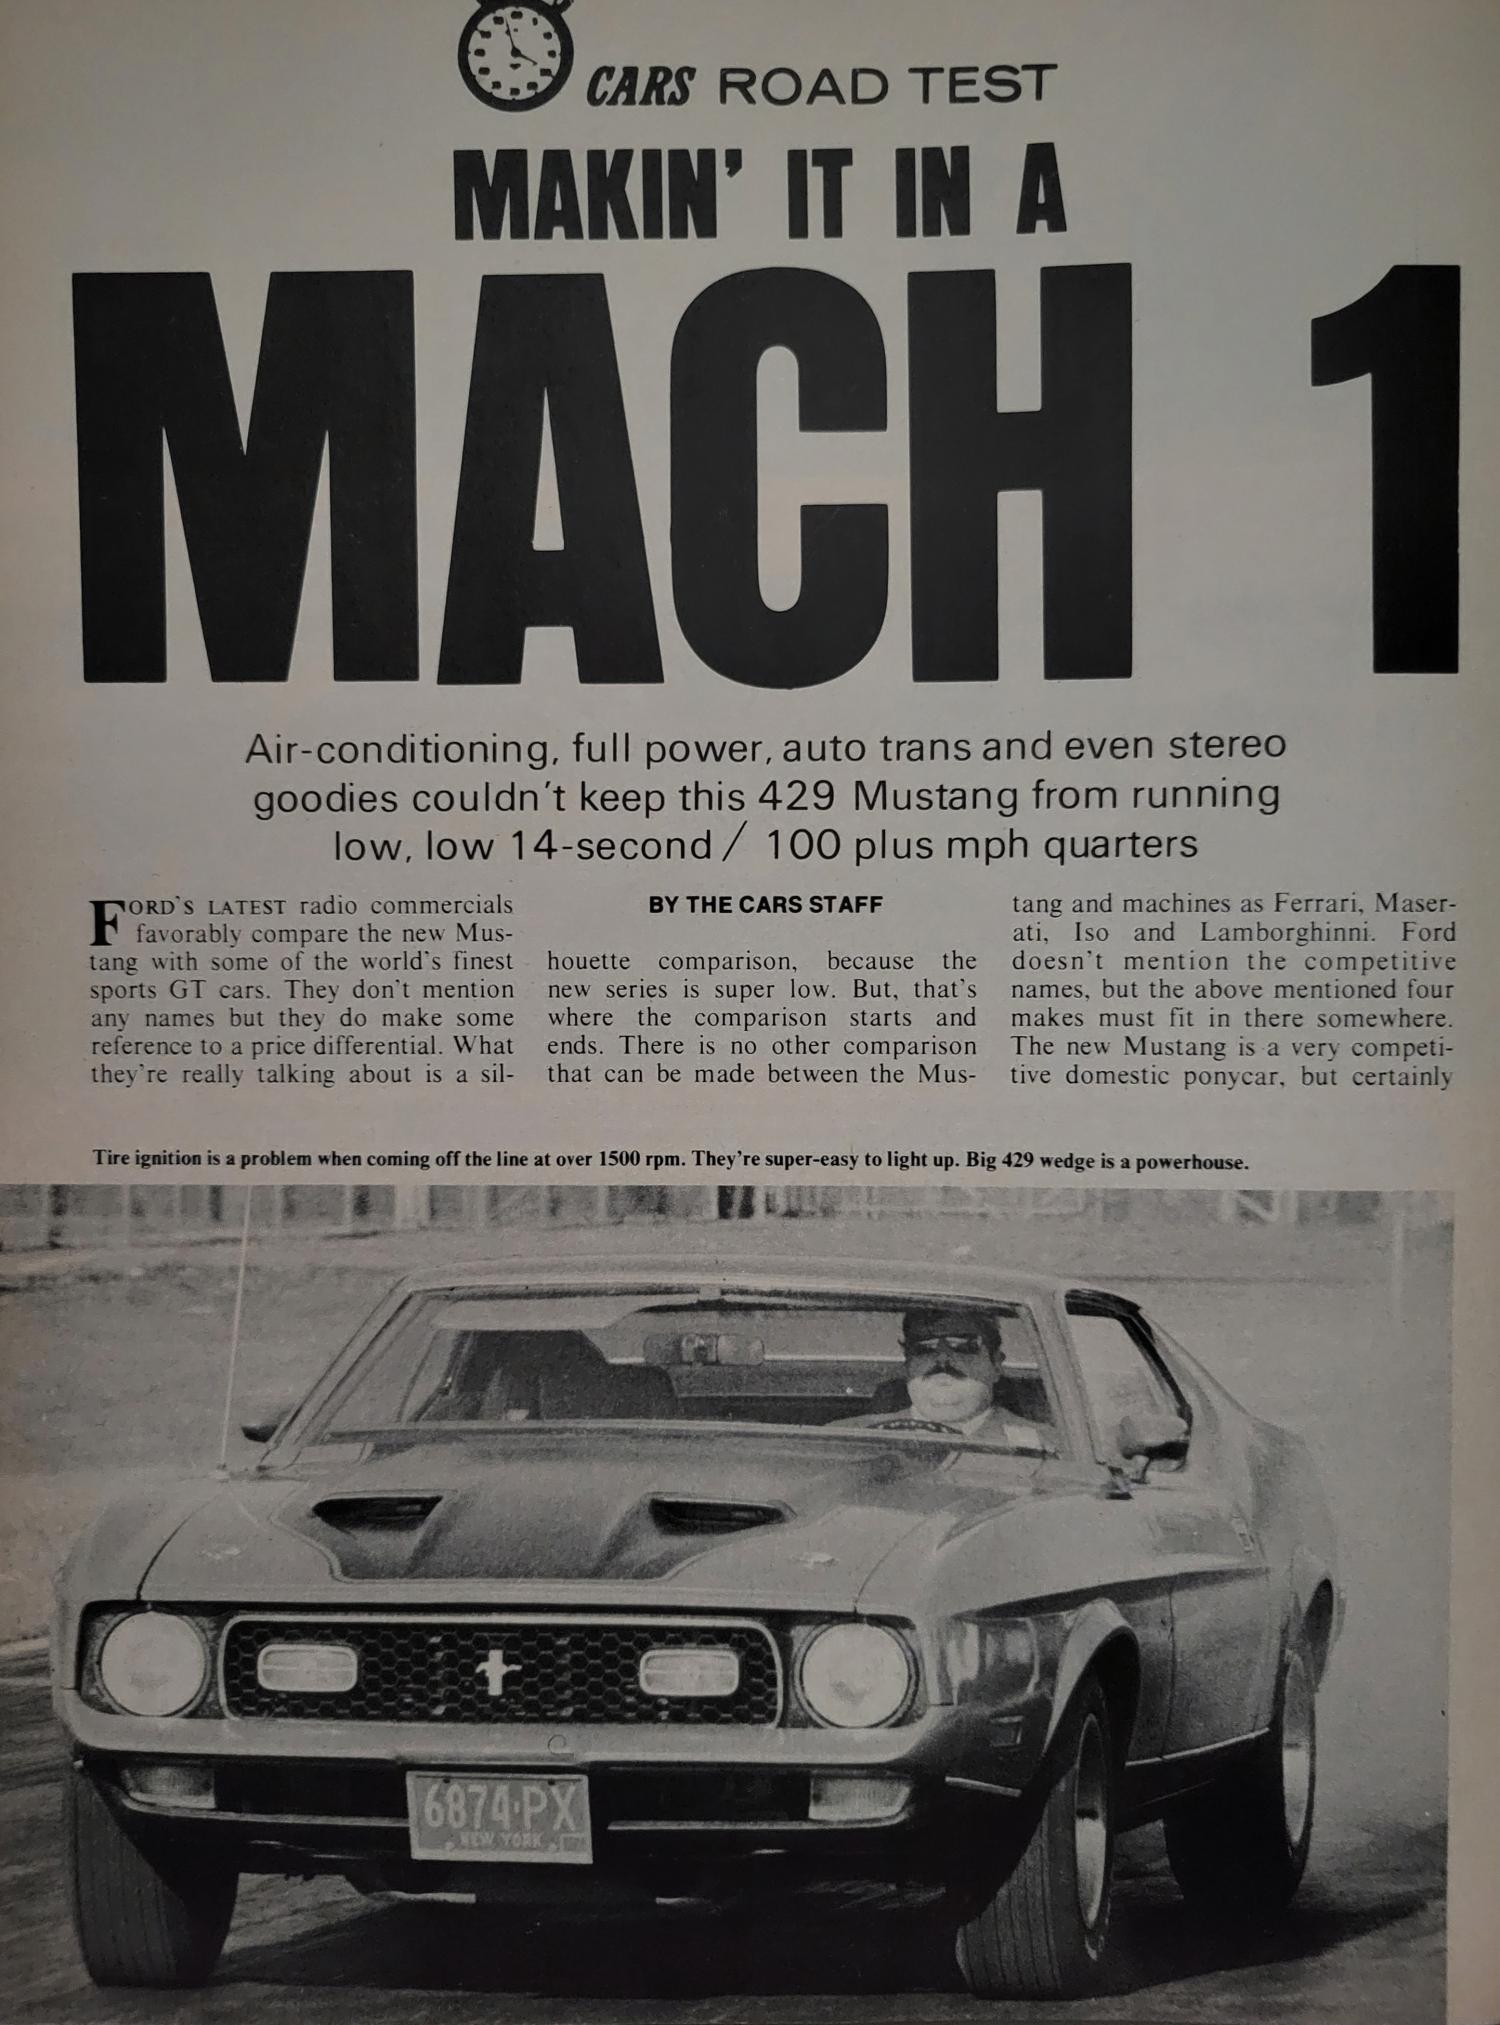 CARS ROAD TEST
MAKIN' IT IN A
MACH 1
Air-conditioning, full power, auto trans and even stereo
goodies couldn't keep this 429 Mustang from running
low, low 14-second / 100 plus mph quarters
FORD'S LATEST radio commercials
favorably compare the new Mus-
tang with some of the world's finest
sports GT cars. They don't mention
any names but they do make some
reference to a price differential. What
they're really talking about is a sil-
BY THE CARS STAFF
houette comparison, because the
new series is super low. But, that's
where the comparison starts and
ends. There is no other comparison
that can be made between the Mus-
tang and machines as Ferrari, Maser-
ati, Iso and Lamborghinni. Ford
doesn't mention the competitive
names, but the above mentioned four
makes must fit in there somewhere.
The new Mustang is a very competi-
tive domestic ponycar, but certainly
Tire ignition is a problem when coming off the line at over 1500 rpm. They're super-easy to light up. Big 429 wedge is a powerhouse.
6874·PX
NEW YORK